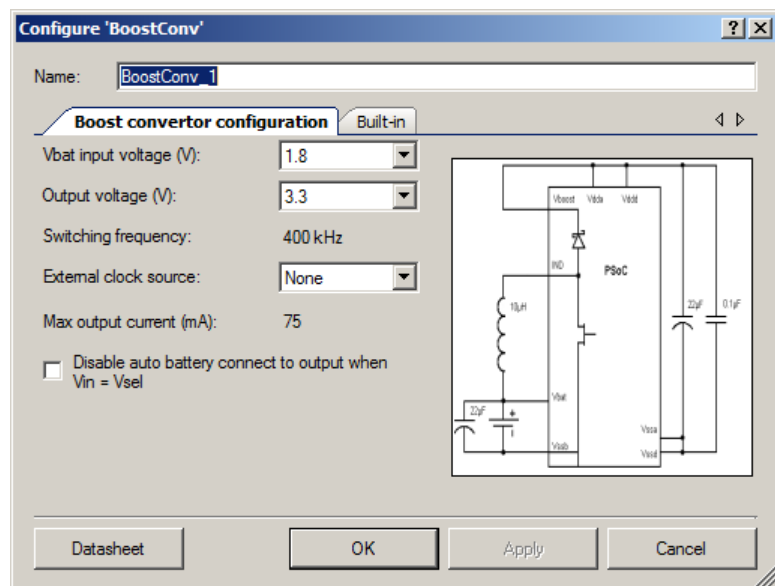 Configure 'BoostConv'
Name: BoostConv_1
Boost convertor configuration Built-in
Vbat input voltage (V): 1.8
Output voltage (V): 3.3
Switching frequency: 400 kHz
External clock source: None
Max output current (mA): 75
Disable auto battery connect to output when
Vin = Vsel
Vboost Vdda Vddd
IND PSoC
10µH
22µF 0.1µF
Vbat
22µF
Vssa
Vssb Vssd
Datasheet OK Apply Cancel